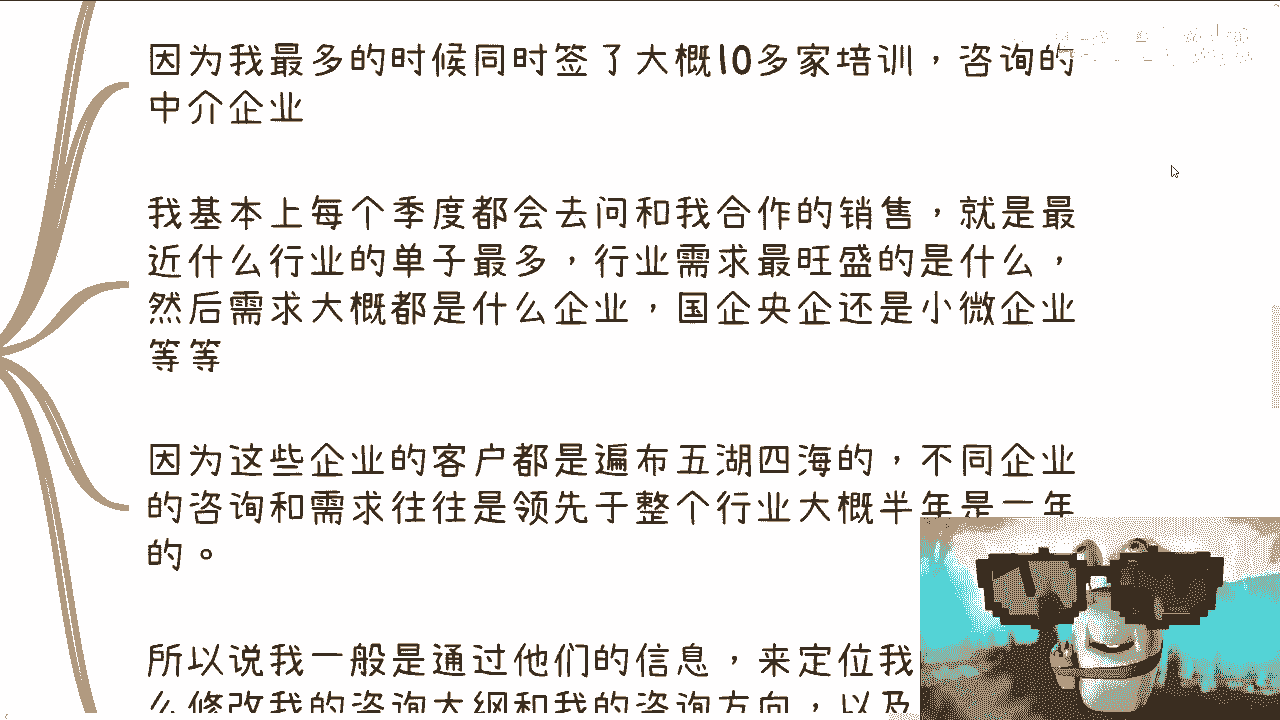 因为我最多的时候同时签了大概10多家培训，咨询的
中介企业
我基本上每个季度都会去问和我合作的销售，就是最
近什么行业的单子最多，行业需求最旺盛的是什么，
然后需求大概都是什么企业，国企央企还是小微企业
等等
因为这些企业的客户都是遍布五湖四海的，不同企业
的咨询和需求往往是领先于整个行业大概半年是一年
的。
所以说我一般是通过他们的信息，来定位我
么修改我的咨询大纲和我的咨询方向，以及